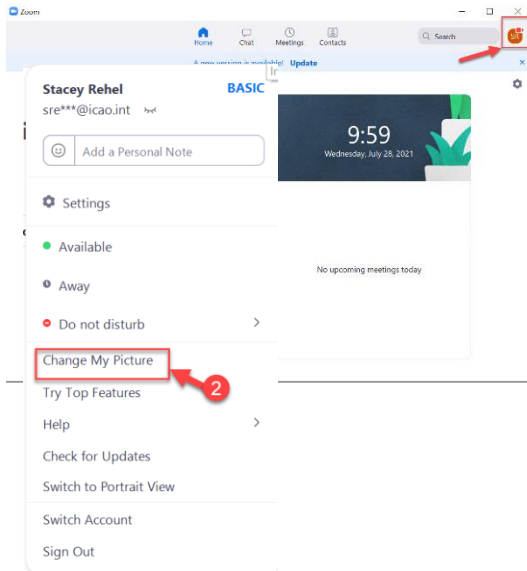 Zoom
Home
Chat
Meetings
Contacts
Search
SR
A new version is available! Update
Stacey Rehel
BASIC
sre***@icao.int
Add a Personal Note
Settings
Available
Away
Do not disturb
Change My Picture
2
Try Top Features
Help
Check for Updates
Switch to Portrait View
Switch Account
Sign Out
9:59
Wednesday, July 28, 2021
No upcoming meetings today